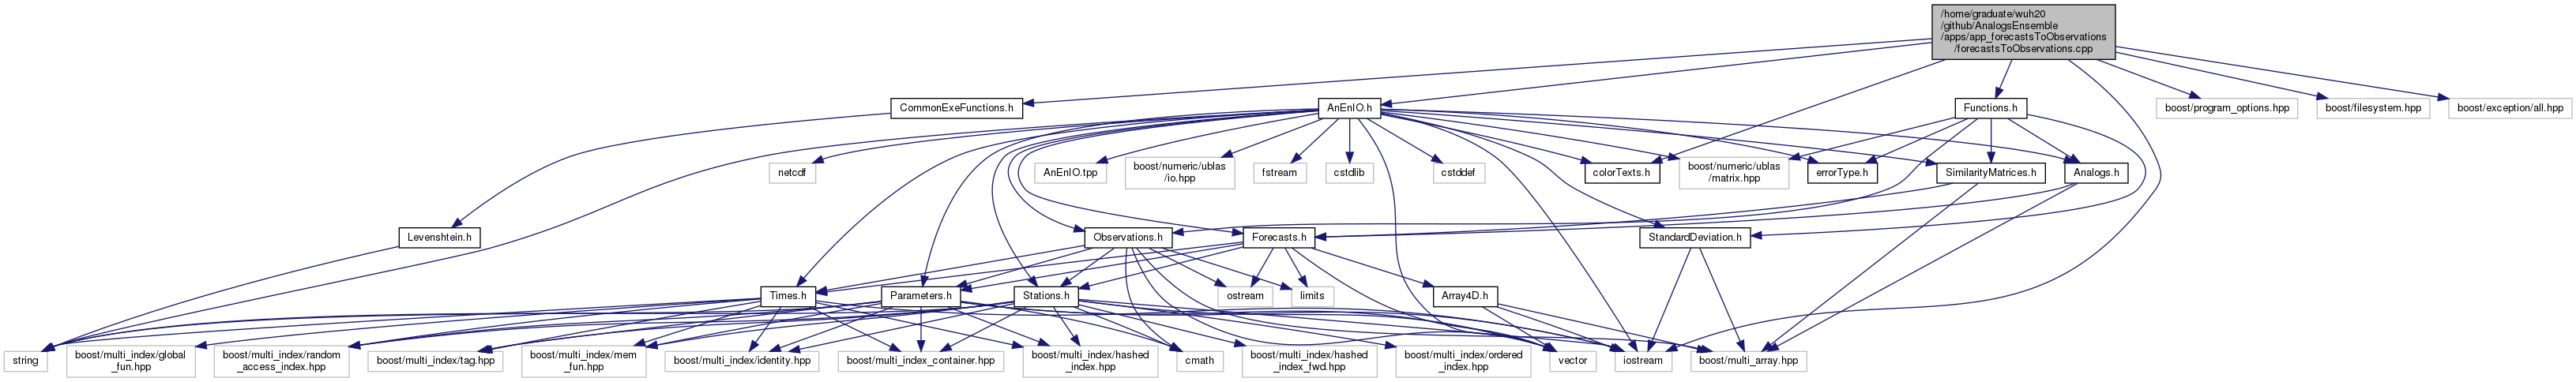 /home/graduate/wuh20
/github/AnalogsEnsemble
/apps/app_forecastsToObservations
/forecastsToObservations.cpp
CommonExeFunctions.h
AnEnIO.h
Functions.h
boost/program_options.hpp
boost/filesystem.hpp
boost/exception/all.hpp
netcdf
AnEnIO.tpp
boost/numeric/ublas
/io.hpp
fstream
cstdlib
cstddef
colorTexts.h
boost/numeric/ublas
/matrix.hpp
errorType.h
SimilarityMatrices.h
Analogs.h
Levenshtein.h
Observations.h
Forecasts.h
StandardDeviation.h
Times.h
Parameters.h
Stations.h
ostream
limits
Array4D.h
string
boost/multi_index/global
_fun.hpp
boost/multi_index/random
_access_index.hpp
boost/multi_index/tag.hpp
boost/multi_index/mem
_fun.hpp
boost/multi_index/identity.hpp
boost/multi_index_container.hpp
boost/multi_index/hashed
_index.hpp
cmath
boost/multi_index/hashed
_index_fwd.hpp
boost/multi_index/ordered
_index.hpp
vector
iostream
boost/multi_array.hpp